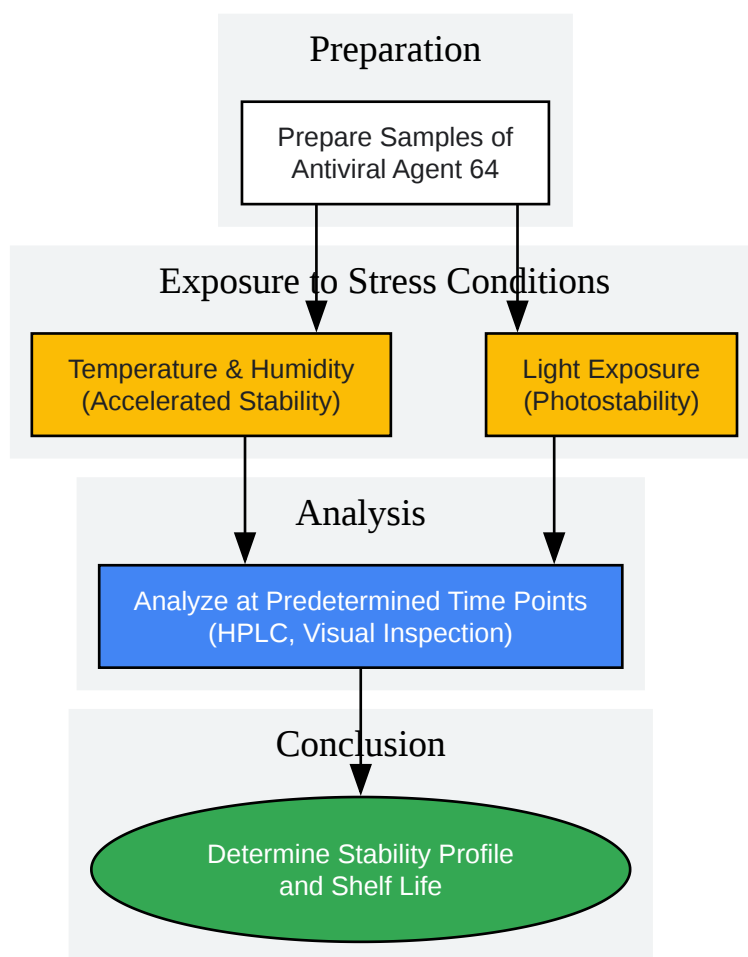 Preparation
Prepare Samples of
Antiviral Agent 64
Exposure to Stress Conditions
Temperature & Humidity
(Accelerated Stability)
Light Exposure
(Photostability)
Analysis
Analyze at Predetermined Time Points
(HPLC, Visual Inspection)
Conclusion
Determine Stability Profile
and Shelf Life